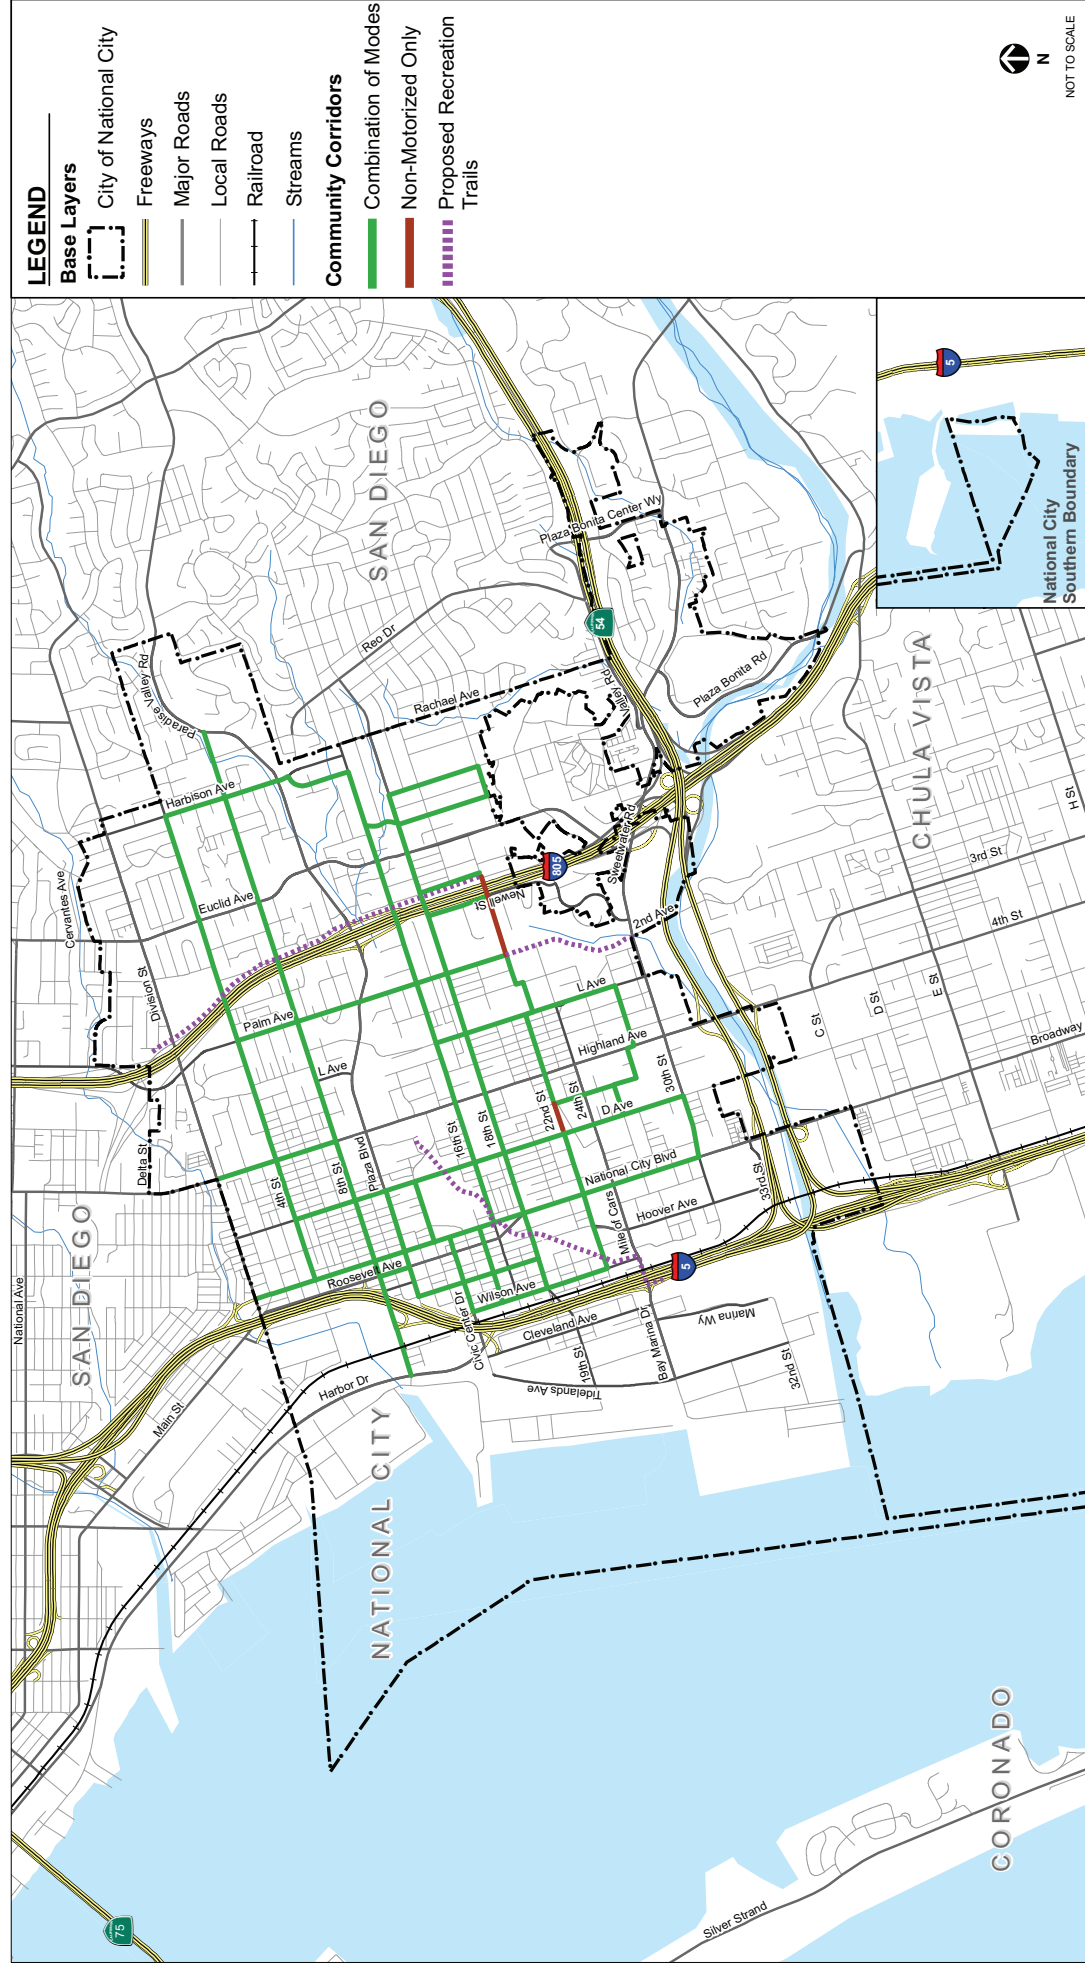 LEGEND
Base Layers
City of National City
Freeways
Major Roads
Local Roads
Railroad
Streams
Community Corridors
Combination of Modes
Non-Motorized Only
Proposed Recreation
Trails
N
NOT TO SCALE
National Ave
SAN DIEGO
Main St
Harbor Dr
Delta St
Division St
Cervantes Ave
Paradise Valley Rd
Harbison Ave
Euclid Ave
Palm Ave
L Ave
4th St
8th St
Plaza Blvd
Roosevelt Ave
16th St
18th St
22nd St
24th St
30th St
33rd St
D Ave
Highland Ave
L Ave
National City Blvd
Mile of Cars
Hoover Ave
Wilson Ave
Civic Center Dr
Cleveland Ave
19th St
Tidelands Ave
Bay Marina Dr
Marina Wy
32nd St
Newell St
2nd Ave
Sweetwater Rd
Valley Rd
Rachael Ave
Reo Dr
SAN DIEGO
Plaza Bonita Center Wy
Plaza Bonita Rd
805
54
5
75
NATIONAL CITY
CORONADO
Silver Strand
CHULA VISTA
C St
D St
E St
H St
3rd St
4th St
Broadway
5
National City
Southern Boundary